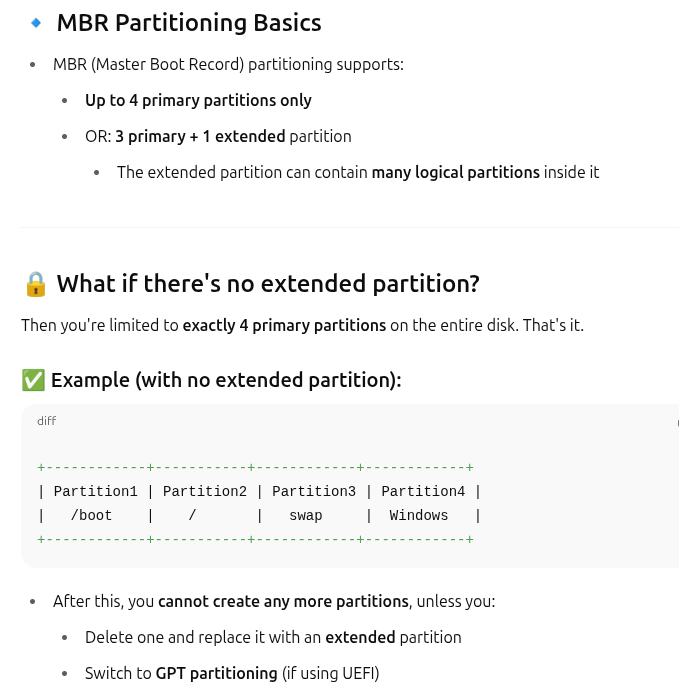 🔹 MBR Partitioning Basics
• MBR (Master Boot Record) partitioning supports:
• Up to 4 primary partitions only
• OR: 3 primary + 1 extended partition
• The extended partition can contain many logical partitions inside it
🔒 What if there's no extended partition?
Then you're limited to exactly 4 primary partitions on the entire disk. That's it.
✅ Example (with no extended partition):
diff
+------------+-----------+------------+------------+
| Partition1 | Partition2 | Partition3 | Partition4 |
|   /boot    |    /       |   swap     |  Windows   |
+------------+-----------+------------+------------+
• After this, you cannot create any more partitions, unless you:
• Delete one and replace it with an extended partition
• Switch to GPT partitioning (if using UEFI)